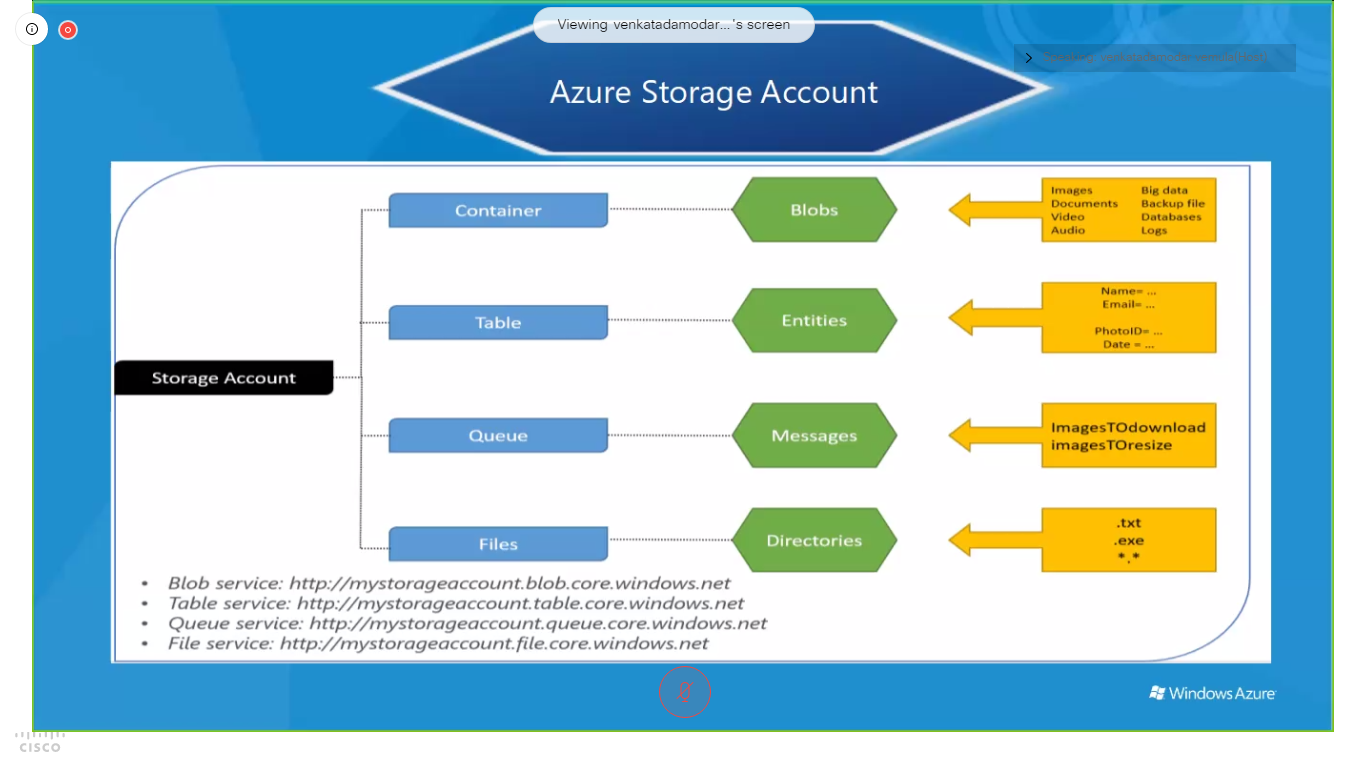 Viewing venkatadamodar... 's screen
Azure Storage Account
Container
Blobs
Images Big data
Documents Backup file
Video Databases
Audio Logs
Table
Entities
Name= ...
Email= ...
PhotoID= ...
Date = ...
Storage Account
Queue
Messages
ImagesTOdownload
imagesTOresize
Files
Directories
.txt
.exe
*.*
• Blob service: http://mystorageaccount.blob.core.windows.net
• Table service: http://mystorageaccount.table.core.windows.net
• Queue service: http://mystorageaccount.queue.core.windows.net
• File service: http://mystorageaccount.file.core.windows.net
Windows Azure
CISCO